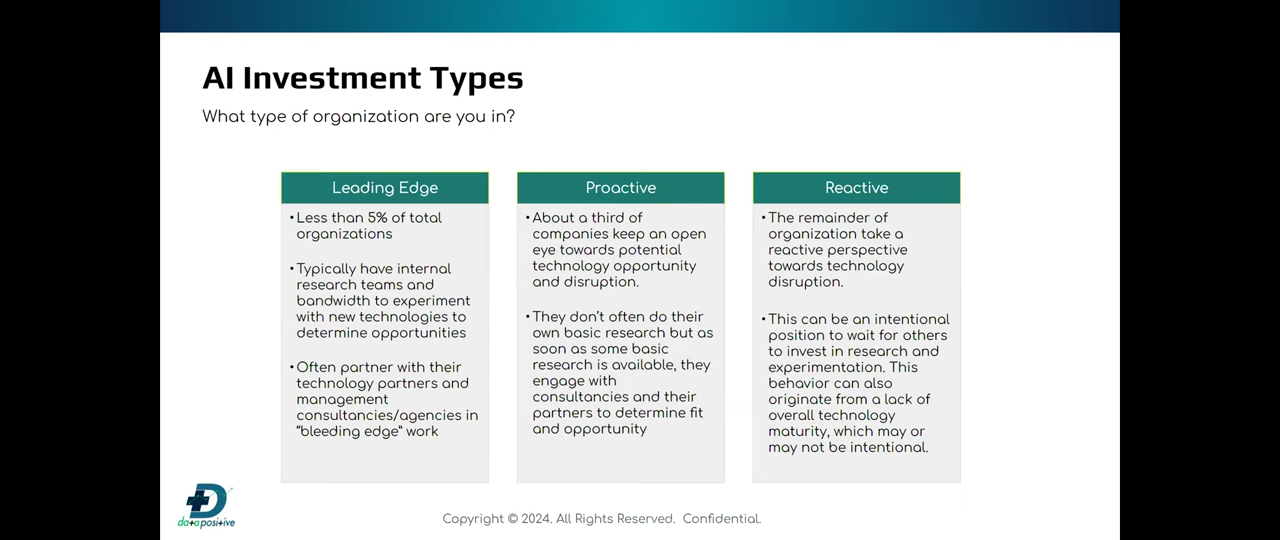 AI Investment Types
What type of organization are you in?
Leading Edge
•Less than 5% of total
organizations
•Typically have internal
research teams and
bandwidth to experiment
with new technologies to
determine opportunities
•Often partner with their
technology partners and
management
consultancies/agencies in
“bleeding edge” work
Proactive
•About a third of
companies keep an open
eye towards potential
technology opportunity
and disruption.
•They don’t often do their
own basic research but as
soon as some basic
research is available, they
engage with
consultancies and their
partners to determine fit
and opportunity
Reactive
•The remainder of
organization take a
reactive perspective
towards technology
disruption.
•This can be an intentional
position to wait for others
to invest in research and
experimentation. This
behavior can also
originate from a lack of
overall technology
maturity, which may or
may not be intentional.
D
da+aposi+ive
Copyright © 2024. All Rights Reserved. Confidential.